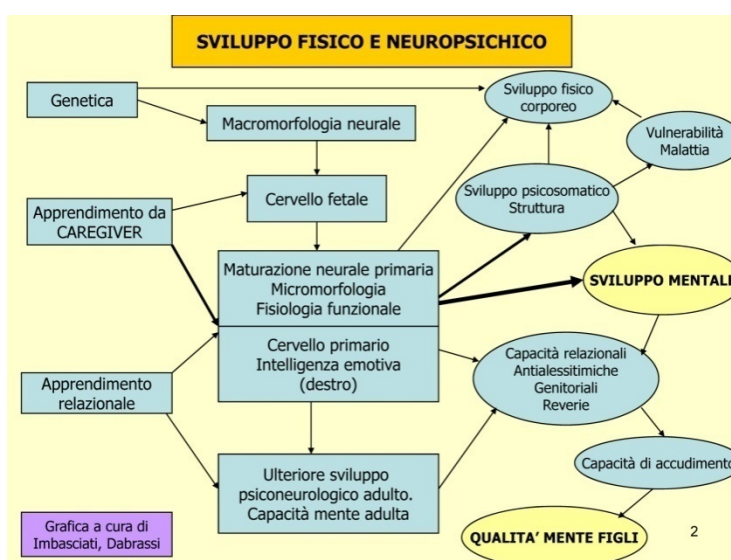 SVILUPPO FISICO E NEUROPSICHICO
Genetica
Sviluppo fisico
corporeo
Macromorfologia neurale
Vulnerabilità
Malattia
Cervello fetale
Sviluppo psicosomatico
Struttura
Apprendimento da
CAREGIVER
Maturazione neurale primaria
Micromorfologia
Fisiologia funzionale
SVILUPPO MENTALE
Cervello primario
Intelligenza emotiva
(destro)
Capacità relazionali
Antialessitimiche
Genitoriali
Reverie
Apprendimento
relazionale
Capacità di accudimento
Ulteriore sviluppo
psiconeurologico adulto.
Capacità mente adulta
Grafica a cura di
Imbasciati, Dabrassi
QUALITA' MENTE FIGLI
2